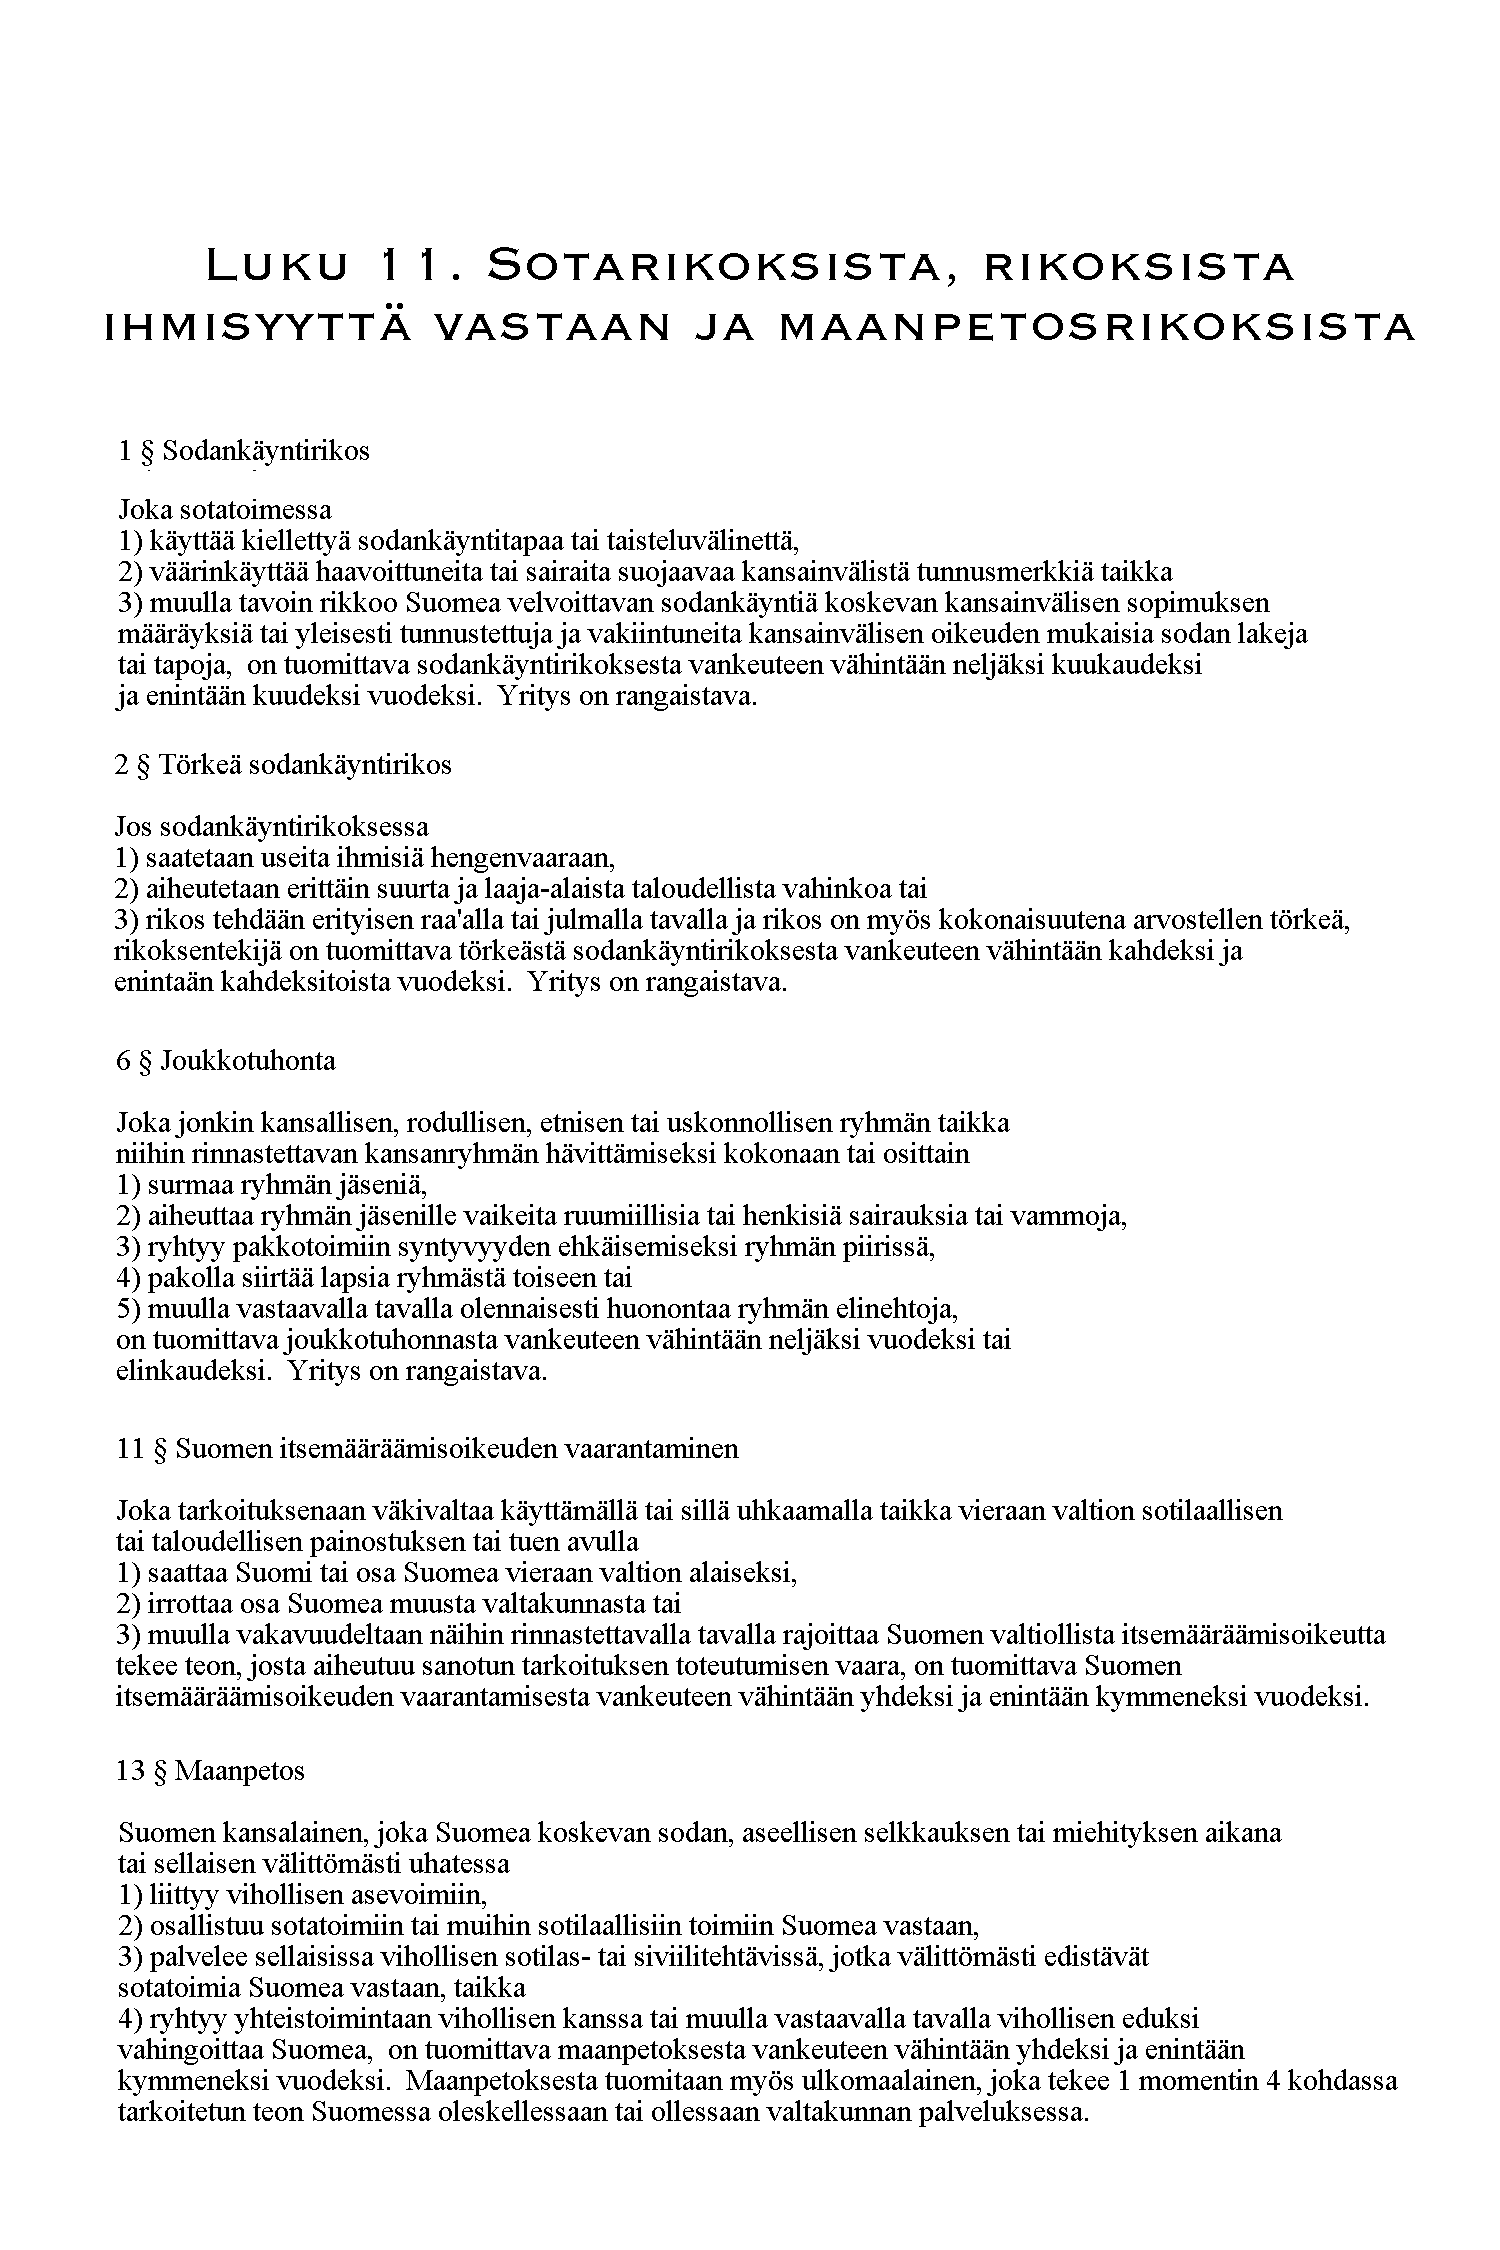 Luku 11. Sotarikoksista, rikoksista
ihmisyyttä vastaan ja maanpetosrikoksista
1 § Sodankäyntirikos
Joka sotatoimessa
1) käyttää kiellettyä sodankäyntitapaa tai taisteluvälinettä,
2) väärinkäyttää haavoittuneita tai sairaita suojaavaa kansainvälistä tunnusmerkkiä taikka
3) muulla tavoin rikkoo Suomea velvoittavan sodankäyntiä koskevan kansainvälisen sopimuksen
määräyksiä tai yleisesti tunnustettuja ja vakiintuneita kansainvälisen oikeuden mukaisia sodan lakeja
tai tapoja,  on tuomittava sodankäyntirikoksesta vankeuteen vähintään neljäksi kuukaudeksi
ja enintään kuudeksi vuodeksi.  Yritys on rangaistava.
2 § Törkeä sodankäyntirikos
Jos sodankäyntirikoksessa
1) saatetaan useita ihmisiä hengenvaaraan,
2) aiheutetaan erittäin suurta ja laaja-alaista taloudellista vahinkoa tai
3) rikos tehdään erityisen raa'alla tai julmalla tavalla ja rikos on myös kokonaisuutena arvostellen törkeä,
rikoksentekijä on tuomittava törkeästä sodankäyntirikoksesta vankeuteen vähintään kahdeksi ja
enintaän kahdeksitoista vuodeksi.  Yritys on rangaistava.
6 § Joukkotuhonta
Joka jonkin kansallisen, rodullisen, etnisen tai uskonnollisen ryhmän taikka
niihin rinnastettavan kansanryhmän hävittämiseksi kokonaan tai osittain
1) surmaa ryhmän jäseniä,
2) aiheuttaa ryhmän jäsenille vaikeita ruumiillisia tai henkisiä sairauksia tai vammoja,
3) ryhtyy pakkotoimiin syntyvyyden ehkäisemiseksi ryhmän piirissä,
4) pakolla siirtää lapsia ryhmästä toiseen tai
5) muulla vastaavalla tavalla olennaisesti huonontaa ryhmän elinehtoja,
on tuomittava joukkotuhonnasta vankeuteen vähintään neljäksi vuodeksi tai
elinkaudeksi.  Yritys on rangaistava.
11 § Suomen itsemääräämisoikeuden vaarantaminen
Joka tarkoituksenaan väkivaltaa käyttämällä tai sillä uhkaamalla taikka vieraan valtion sotilaallisen
tai taloudellisen painostuksen tai tuen avulla
1) saattaa Suomi tai osa Suomea vieraan valtion alaiseksi,
2) irrottaa osa Suomea muusta valtakunnasta tai
3) muulla vakavuudeltaan näihin rinnastettavalla tavalla rajoittaa Suomen valtiollista itsemääräämisoikeutta
tekee teon, josta aiheutuu sanotun tarkoituksen toteutumisen vaara, on tuomittava Suomen
itsemääräämisoikeuden vaarantamisesta vankeuteen vähintään yhdeksi ja enintään kymmeneksi vuodeksi.
13 § Maanpetos
Suomen kansalainen, joka Suomea koskevan sodan, aseellisen selkkauksen tai miehityksen aikana
tai sellaisen välittömästi uhatessa
1) liittyy vihollisen asevoimiin,
2) osallistuu sotatoimiin tai muihin sotilaallisiin toimiin Suomea vastaan,
3) palvelee sellaisissa vihollisen sotilas- tai siviilitehtävissä, jotka välittömästi edistävät
sotatoimia Suomea vastaan, taikka
4) ryhtyy yhteistoimintaan vihollisen kanssa tai muulla vastaavalla tavalla vihollisen eduksi
vahingoittaa Suomea,  on tuomittava maanpetoksesta vankeuteen vähintään yhdeksi ja enintään
kymmeneksi vuodeksi.  Maanpetoksesta tuomitaan myös ulkomaalainen, joka tekee 1 momentin 4 kohdassa
tarkoitetun teon Suomessa oleskellessaan tai ollessaan valtakunnan palveluksessa.